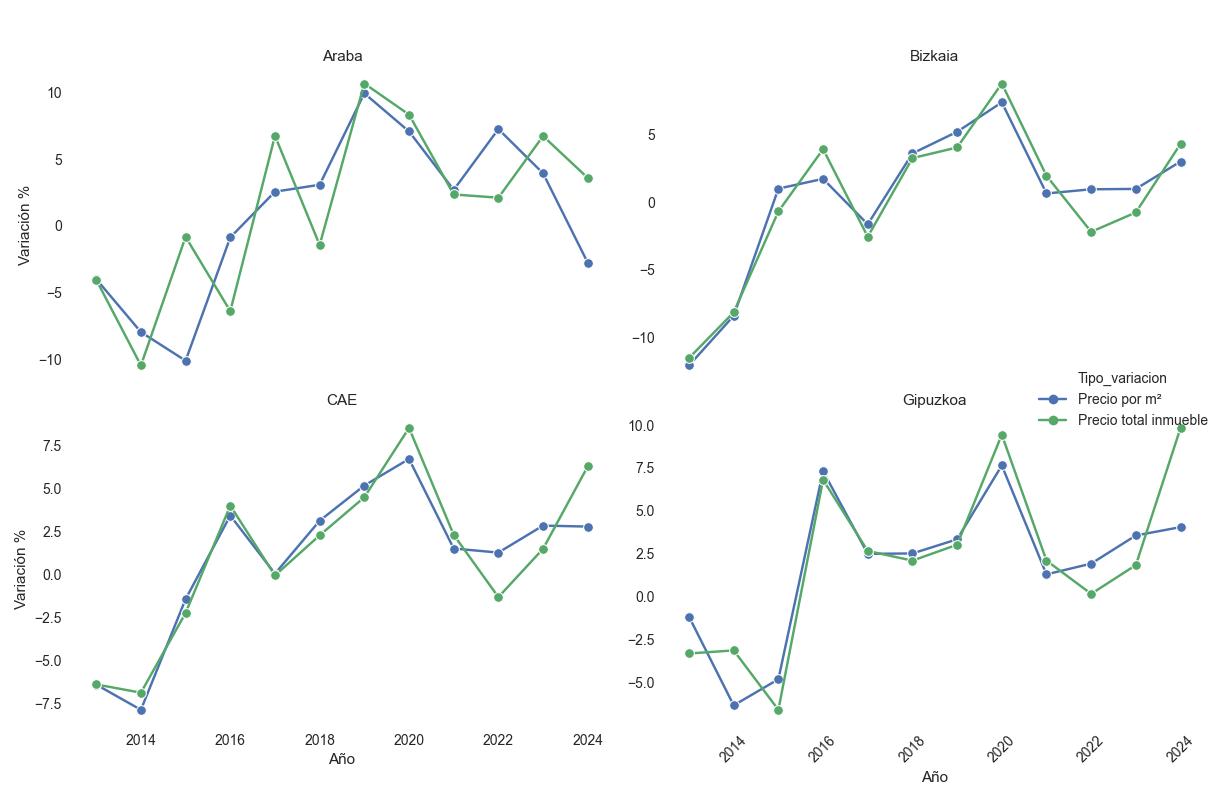 Araba
Bizkaia
10
5
0
−5
−10
Variación %
5
0
−5
−10
Tipo_variacion
Precio por m²
Precio total inmueble
CAE
Gipuzkoa
7.5
5.0
2.5
0.0
−2.5
−5.0
−7.5
Variación %
2014 2016 2018 2020 2022 2024
Año
10.0
7.5
5.0
2.5
0.0
−2.5
−5.0
2014 2016 2018 2020 2022 2024
Año